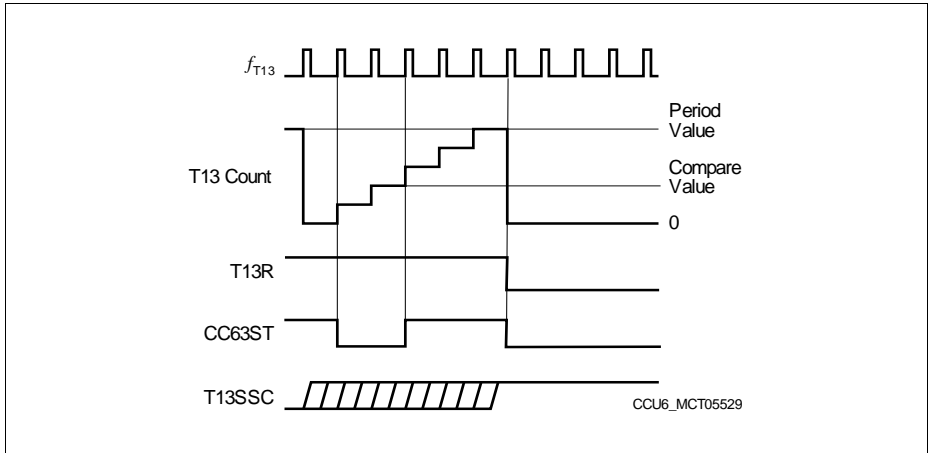 fT13
Period
Value
T13 Count
Compare
Value
0
T13R
CC63ST
T13SSC
CCU6_MCT05529